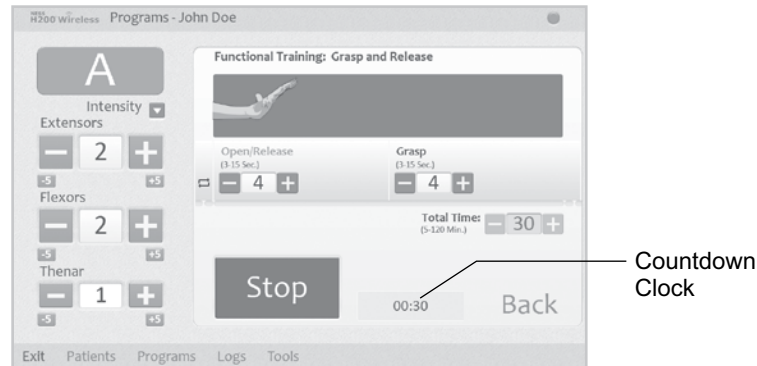 NESS
H200 Wireless Programs - John Doe
A
Intensity
Extensors
2
-5 +5
Flexors
2
-5 +5
Thenar
1
-5 +5
Functional Training: Grasp and Release
Open/Release Grasp
(3-15 Sec.) (3-15 Sec.)
4 4
Total Time: 30
(5-120 Min.)
Stop 00:30 Back
Countdown
Clock
Exit Patients Programs Logs Tools